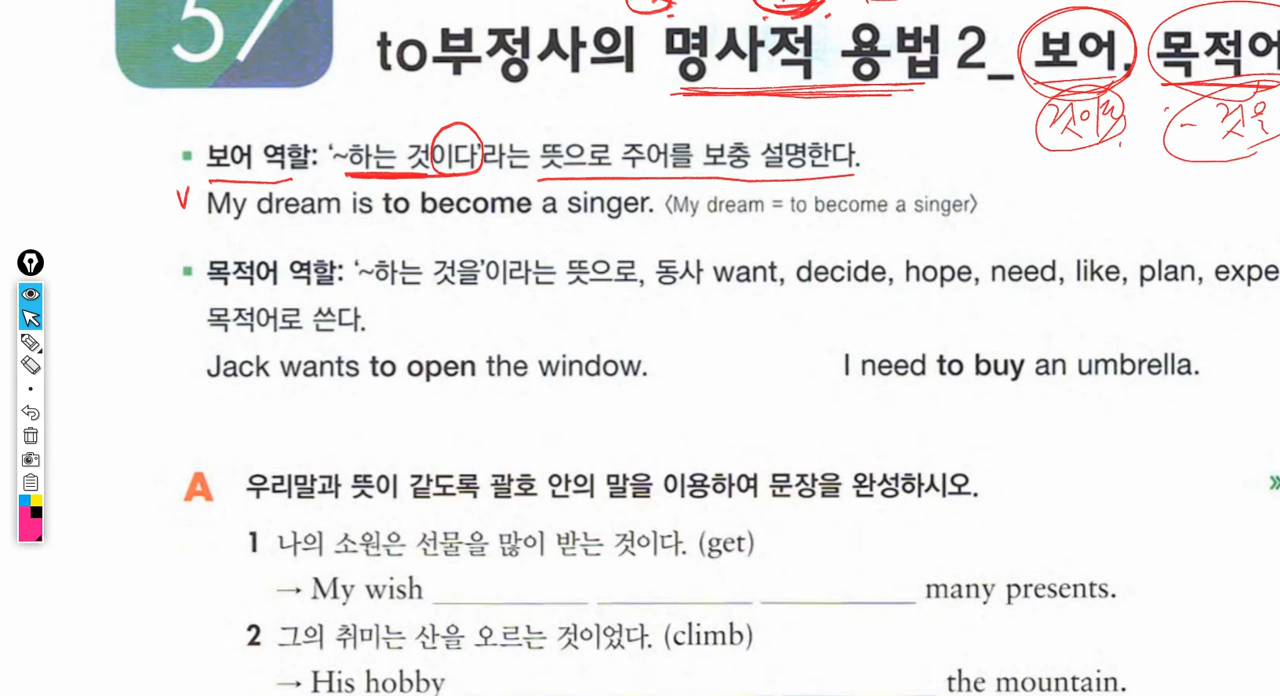 57
to부정사의 명사적 용법 2_ 보어, 목적어
것이다 ~ 것을
▪ 보어 역할: '~하는 것이다'라는 뜻으로 주어를 보충 설명한다.
My dream is to become a singer. 〈My dream = to become a singer〉
▪ 목적어 역할: '~하는 것을'이라는 뜻으로, 동사 want, decide, hope, need, like, plan, expe
목적어로 쓴다.
Jack wants to open the window. I need to buy an umbrella.
A 우리말과 뜻이 같도록 괄호 안의 말을 이용하여 문장을 완성하시오.
1 나의 소원은 선물을 많이 받는 것이다. (get)
→ My wish ____ ____ ____ many presents.
2 그의 취미는 산을 오르는 것이었다. (climb)
→ His hobby ____ ____ ____ the mountain.